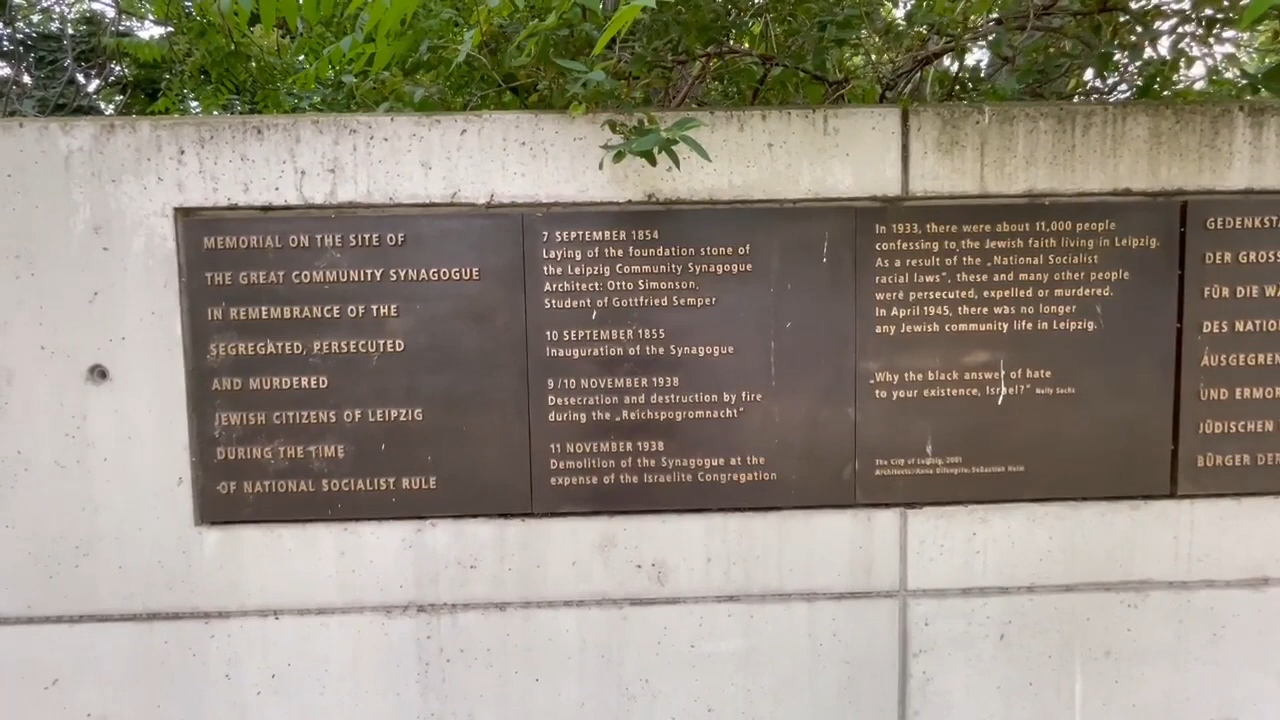 MEMORIAL ON THE SITE OF
THE GREAT COMMUNITY SYNAGOGUE
IN REMEMBRANCE OF THE
SEGREGATED, PERSECUTED
AND MURDERED
JEWISH CITIZENS OF LEIPZIG
DURING THE TIME
OF NATIONAL SOCIALIST RULE
7 SEPTEMBER 1854
Laying of the foundation stone of
the Leipzig Community Synagogue
Architect: Otto Simonson,
Student of Gottfried Semper
10 SEPTEMBER 1855
Inauguration of the Synagogue
9/10 NOVEMBER 1938
Desecration and destruction by fire
during the „Reichspogromnacht"
11 NOVEMBER 1938
Demolition of the Synagogue at the
expense of the Israelite Congregation
In 1933, there were about 11,000 people
confessing to the Jewish faith living in Leipzig.
As a result of the „National Socialist
racial laws", these and many other people
were persecuted, expelled or murdered.
In April 1945, there was no longer
any Jewish community life in Leipzig.
„Why the black answer of hate
to your existence, Israel?" Nelly Sachs
The City of Leipzig, 2001
Architects: Anna Dilengite, Sebastian Helm
GEDENKST
DER GROSS
FÜR DIE WÄ
DES NATIO
AUSGEGREN
UND ERMOR
JÜDISCHEN
BÜRGER DER